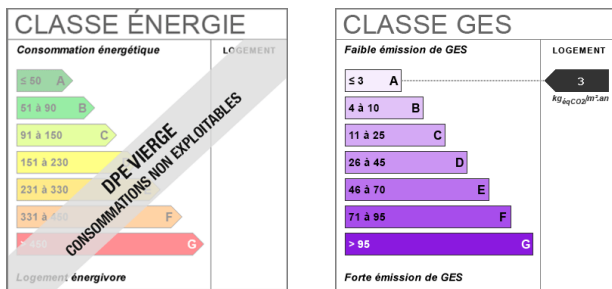 CLASSE ÉNERGIE
Consommation énergétique
LOGEMENT
≤ 50 A
51 à 90 B
91 à 150 C
151 à 230
231 à 330
331 à 450 F
> 450 G
DPE VIERGE
CONSOMMATIONS NON EXPLOITABLES
Logement énergivore
CLASSE GES
Faible émission de GES
LOGEMENT
≤ 3 A
3
kgéqCO2/m².an
4 à 10 B
11 à 25 C
26 à 45 D
46 à 70 E
71 à 95 F
> 95 G
Forte émission de GES